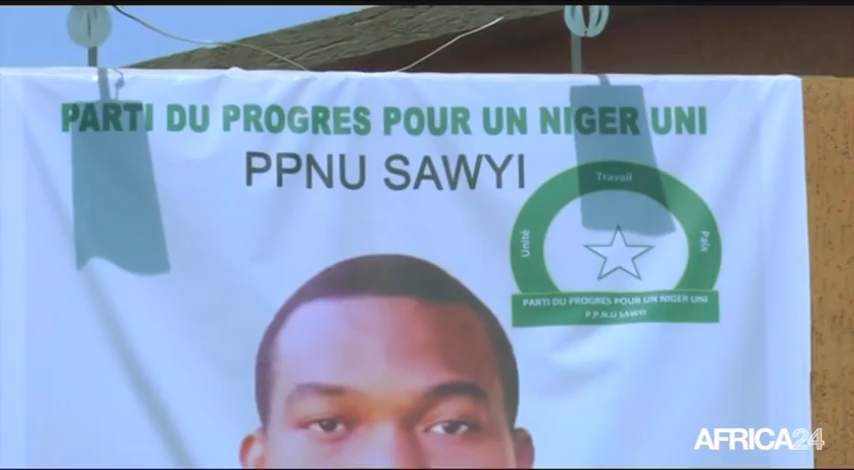 PARTI DU PROGRES POUR UN NIGER UNI
PPNU SAWYI
Travail
Unité
Paix
PARTI DU PROGRES POUR UN NIGER UNI
P.P.N.U SAWYI
AFRICA24